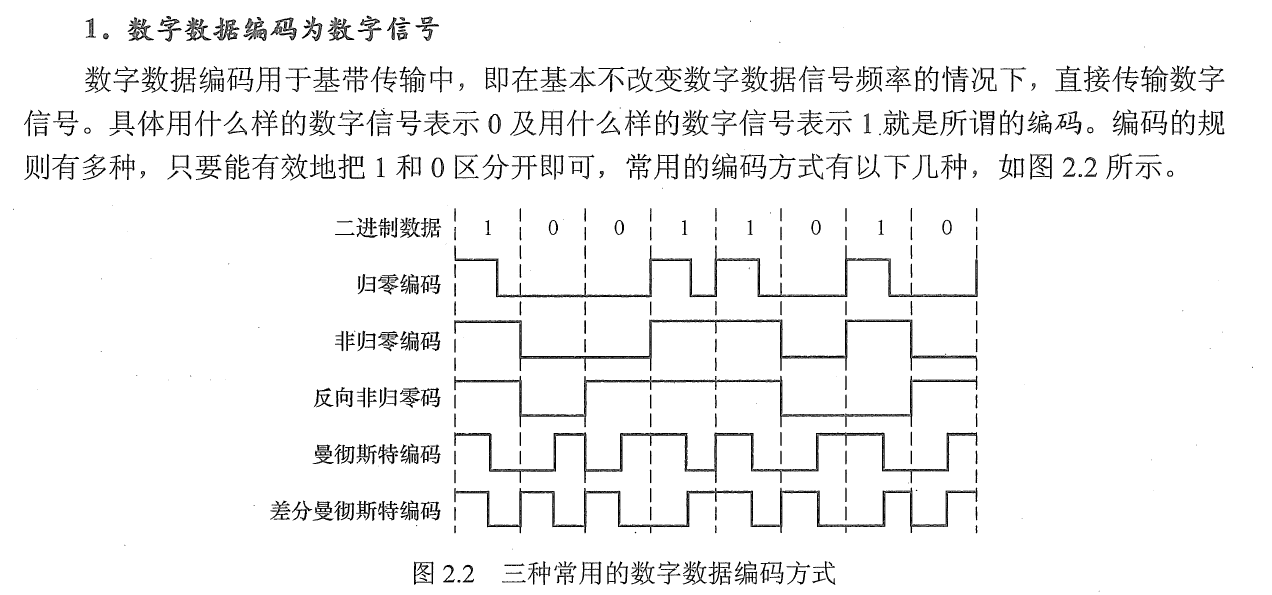 1. 数字数据编码为数字信号
数字数据编码用于基带传输中，即在基本不改变数字数据信号频率的情况下，直接传输数字
信号。具体用什么样的数字信号表示 0 及用什么样的数字信号表示 1 就是所谓的编码。编码的规
则有多种，只要能有效地把 1 和 0 区分开即可，常用的编码方式有以下几种，如图 2.2 所示。
二进制数据 1 0 0 1 1 0 1 0
归零编码
非归零编码
反向非归零码
曼彻斯特编码
差分曼彻斯特编码
图 2.2 三种常用的数字数据编码方式